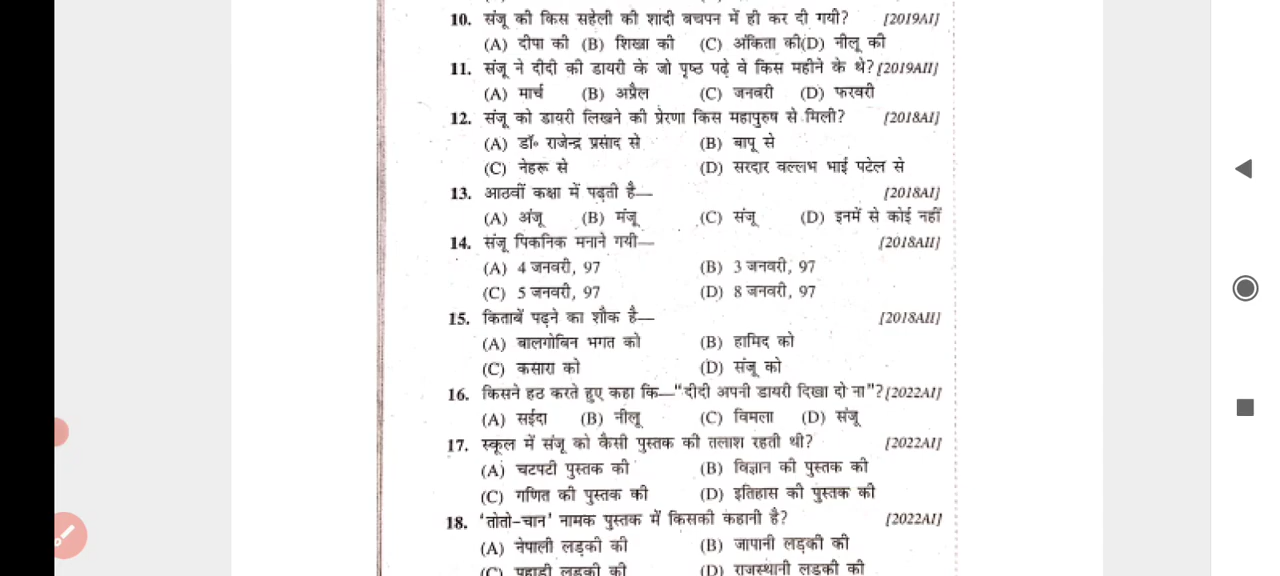 10. संजू की किस सहेली की शादी बचपन में ही कर दी गयी? [2019AI]
(A) दीपा की (B) शिखा की (C) अंकिता की(D) नीलू की
11. संजू ने दीदी की डायरी के जो पृष्ठ पढ़े वे किस महीने के थे? [2019AII]
(A) मार्च (B) अप्रैल (C) जनवरी (D) फरवरी
12. संजू को डायरी लिखने की प्रेरणा किस महापुरुष से मिली? [2018AI]
(A) डॉ॰ राजेन्द्र प्रसाद से (B) बापू से
(C) नेहरू से (D) सरदार वल्लभ भाई पटेल से
13. आठवीं कक्षा में पढ़ती है— [2018AI]
(A) अंजू (B) मंजू (C) संजू (D) इनमें से कोई नहीं
14. संजू पिकनिक मनाने गयी— [2018AII]
(A) 4 जनवरी, 97 (B) 3 जनवरी, 97
(C) 5 जनवरी, 97 (D) 8 जनवरी, 97
15. किताबें पढ़ने का शौक है— [2018AII]
(A) बालगोबिन भगत को (B) हामिद को
(C) कसारा को (D) संजू को
16. किसने हठ करते हुए कहा कि—"दीदी अपनी डायरी दिखा दो ना"? [2022AI]
(A) सईदा (B) नीलू (C) विमला (D) संजू
17. स्कूल में संजू को कैसी पुस्तक की तलाश रहती थी? [2022AI]
(A) चटपटी पुस्तक की (B) विज्ञान की पुस्तक की
(C) गणित की पुस्तक की (D) इतिहास की पुस्तक की
18. 'तोतो-चान' नामक पुस्तक में किसकी कहानी है? [2022AI]
(A) नेपाली लड़की की (B) जापानी लड़की की
(C) पहाड़ी लड़की की (D) राजस्थानी लड़की की